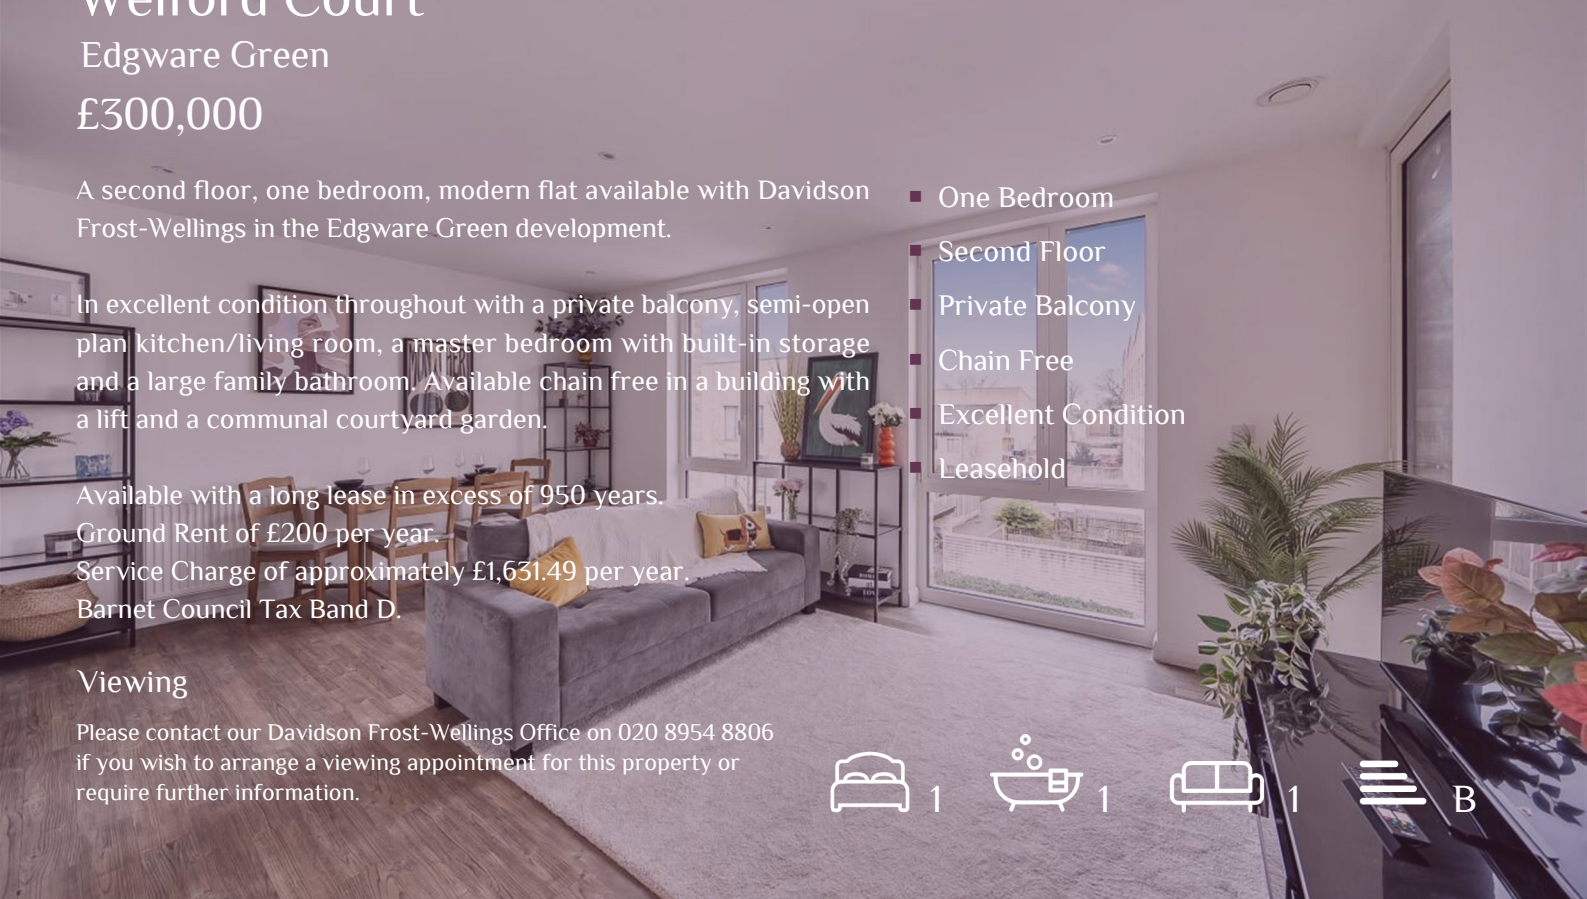 Welford Court
Edgware Green
£300,000
A second floor, one bedroom, modern flat available with Davidson
Frost-Wellings in the Edgware Green development.
In excellent condition throughout with a private balcony, semi-open
plan kitchen/living room, a master bedroom with built-in storage
and a large family bathroom. Available chain free in a building with
a lift and a communal courtyard garden.
Available with a long lease in excess of 950 years.
Ground Rent of £200 per year.
Service Charge of approximately £1,631.49 per year.
Barnet Council Tax Band D.
Viewing
Please contact our Davidson Frost-Wellings Office on 020 8954 8806
if you wish to arrange a viewing appointment for this property or
require further information.
One Bedroom
Second Floor
Private Balcony
Chain Free
Excellent Condition
Leasehold
1 1 1 B